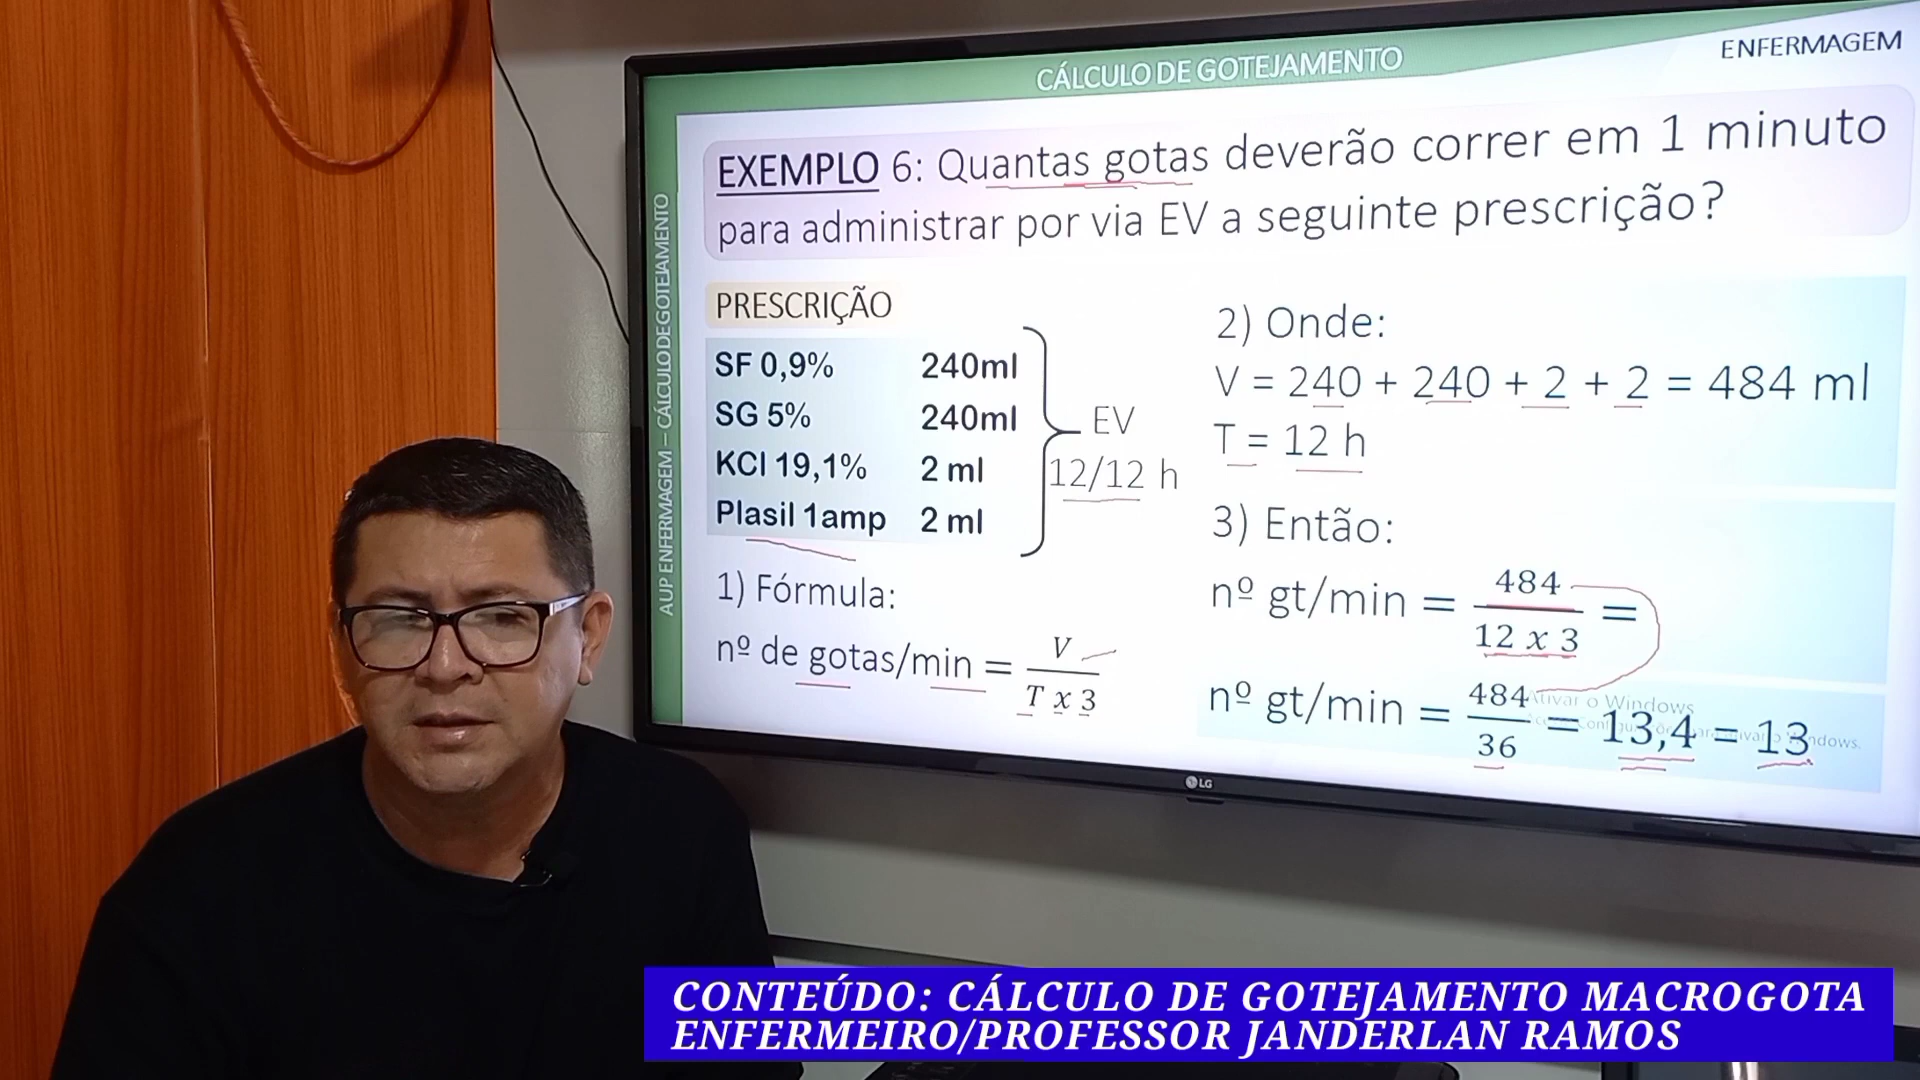 CÁLCULO DE GOTEJAMENTO
ENFERMAGEM
AUP ENFERMAGEM – CÁLCULO DE GOTEJAMENTO
EXEMPLO 6: Quantas gotas deverão correr em 1 minuto
para administrar por via EV a seguinte prescrição?
PRESCRIÇÃO
SF 0,9% 240ml
SG 5% 240ml
KCl 19,1% 2 ml
Plasil 1amp 2 ml
EV
12/12 h
1) Fórmula:
nº de gotas/min = V
T x 3
2) Onde:
V = 240 + 240 + 2 + 2 = 484 ml
T = 12 h
3) Então:
nº gt/min = 484 =
12 x 3
nº gt/min = 484 = 13,4 = 13
36
Ativar o Windows
LG
CONTEÚDO: CÁLCULO DE GOTEJAMENTO MACROGOTA
ENFERMEIRO/PROFESSOR JANDERLAN RAMOS